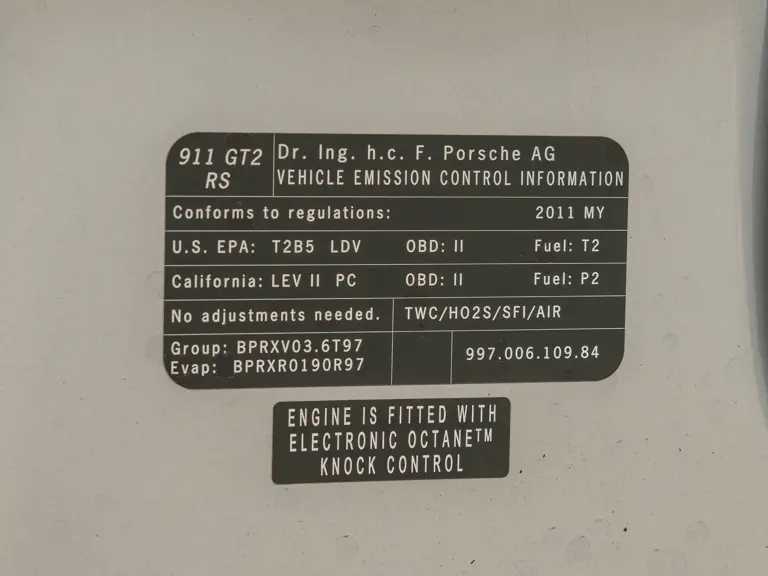 911 GT2
RS
Dr. Ing. h.c. F. Porsche AG
VEHICLE EMISSION CONTROL INFORMATION
Conforms to regulations: 2011 MY
U.S. EPA: T2B5 LDV OBD: II Fuel: T2
California: LEV II PC OBD: II Fuel: P2
No adjustments needed. TWC/HO2S/SFI/AIR
Group: BPRXV03.6T97
Evap: BPRXR0190R97
997.006.109.84
ENGINE IS FITTED WITH
ELECTRONIC OCTANE™
KNOCK CONTROL